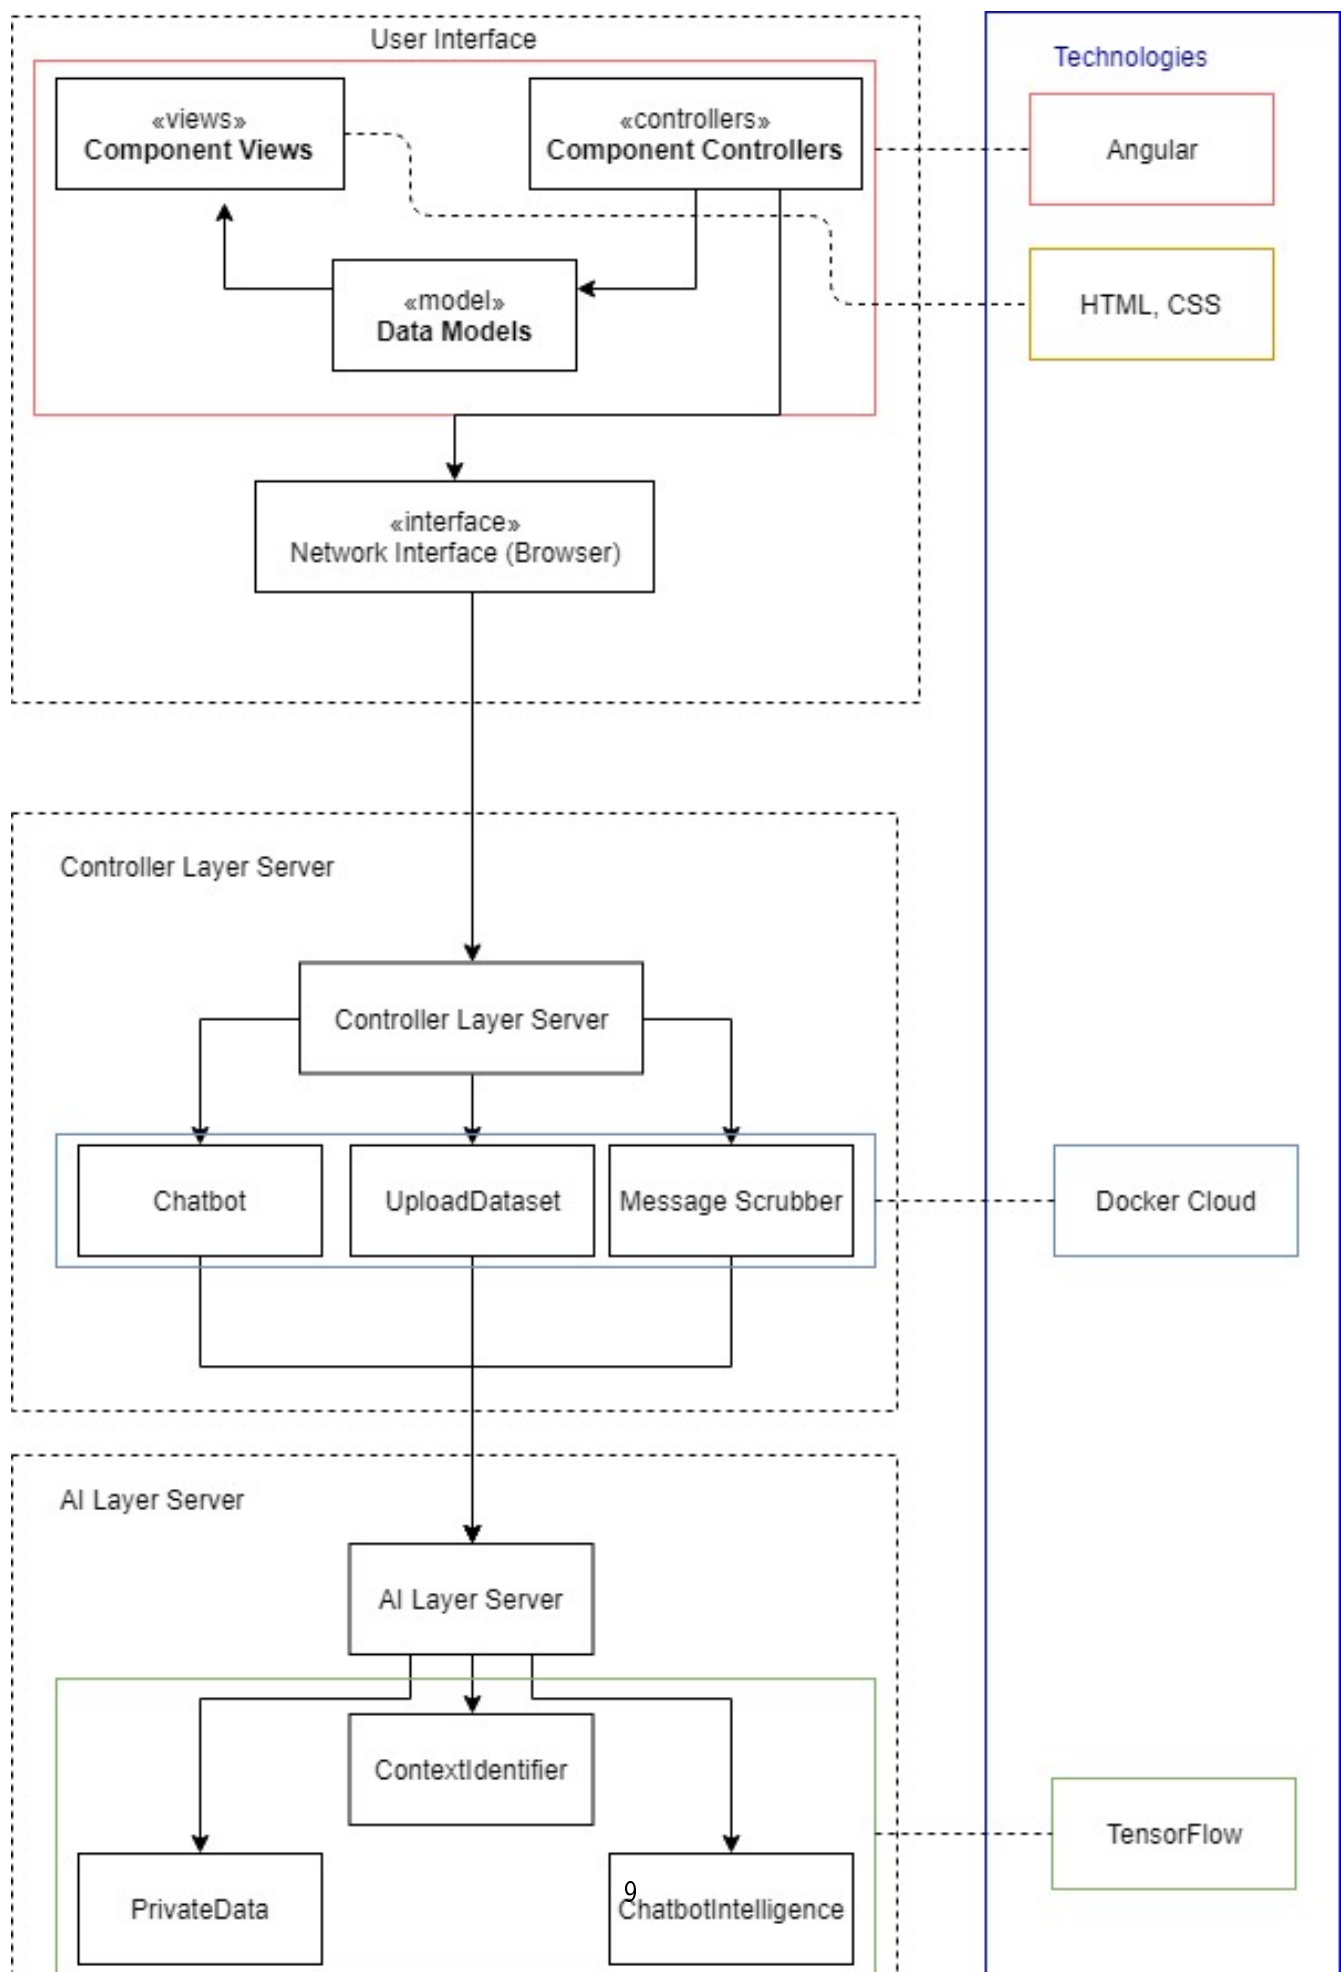 User Interface
Technologies
«views»
Component Views
«controllers»
Component Controllers
Angular
«model»
Data Models
HTML, CSS
«interface»
Network Interface (Browser)
Controller Layer Server
Controller Layer Server
Chatbot
UploadDataset
Message Scrubber
Docker Cloud
AI Layer Server
AI Layer Server
ContextIdentifier
TensorFlow
PrivateData
9
ChatbotIntelligence